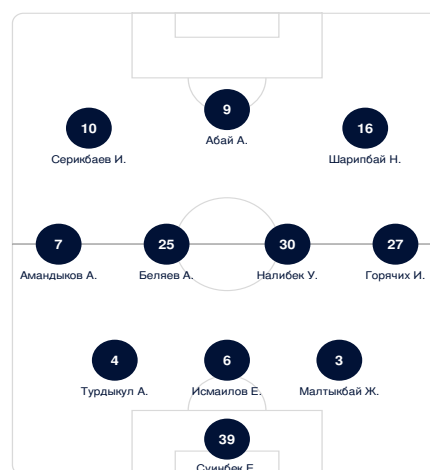 9
10
16
Абай А.
Серикбаев И.
Шарипбай Н.
7
25
30
27
Амандыков А.
Беляев А.
Налибек У.
Горячих И.
4
6
3
Турдыкул А.
Исмаилов Е.
Малтыкбай Ж.
39
Суинбек Е.